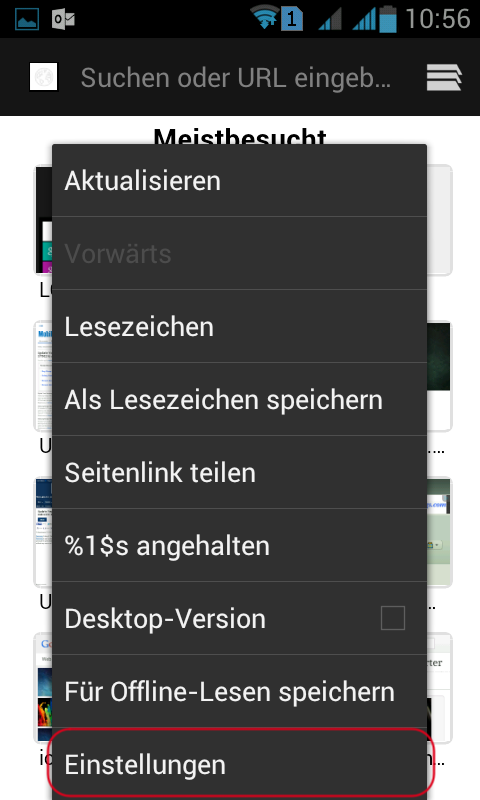 1 10:56
Suchen oder URL eingeb...
Meistbesucht
Aktualisieren
Vorwärts
Lesezeichen
Als Lesezeichen speichern
Seitenlink teilen
%1$s angehalten
Desktop-Version
Für Offline-Lesen speichern
Einstellungen